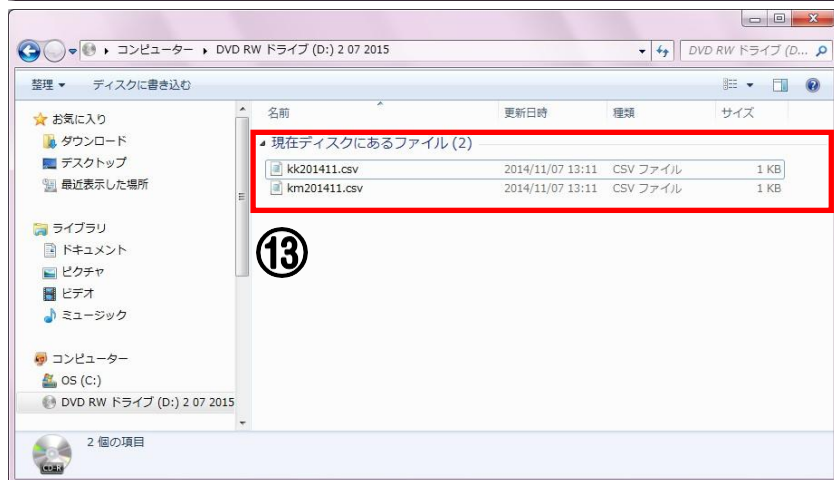 コンピューター ▸ DVD RW ドライブ (D:) 2 07 2015
DVD RW ドライブ (D...
整理 ▼ ディスクに書き込む
名前 更新日時 種類 サイズ
現在ディスクにあるファイル (2)
kk201411.csv 2014/11/07 13:11 CSV ファイル 1 KB
km201411.csv 2014/11/07 13:11 CSV ファイル 1 KB
⑬
お気に入り
ダウンロード
デスクトップ
最近表示した場所
ライブラリ
ドキュメント
ピクチャ
ビデオ
ミュージック
コンピューター
OS (C:)
DVD RW ドライブ (D:) 2 07 2015
2 個の項目
CD-R